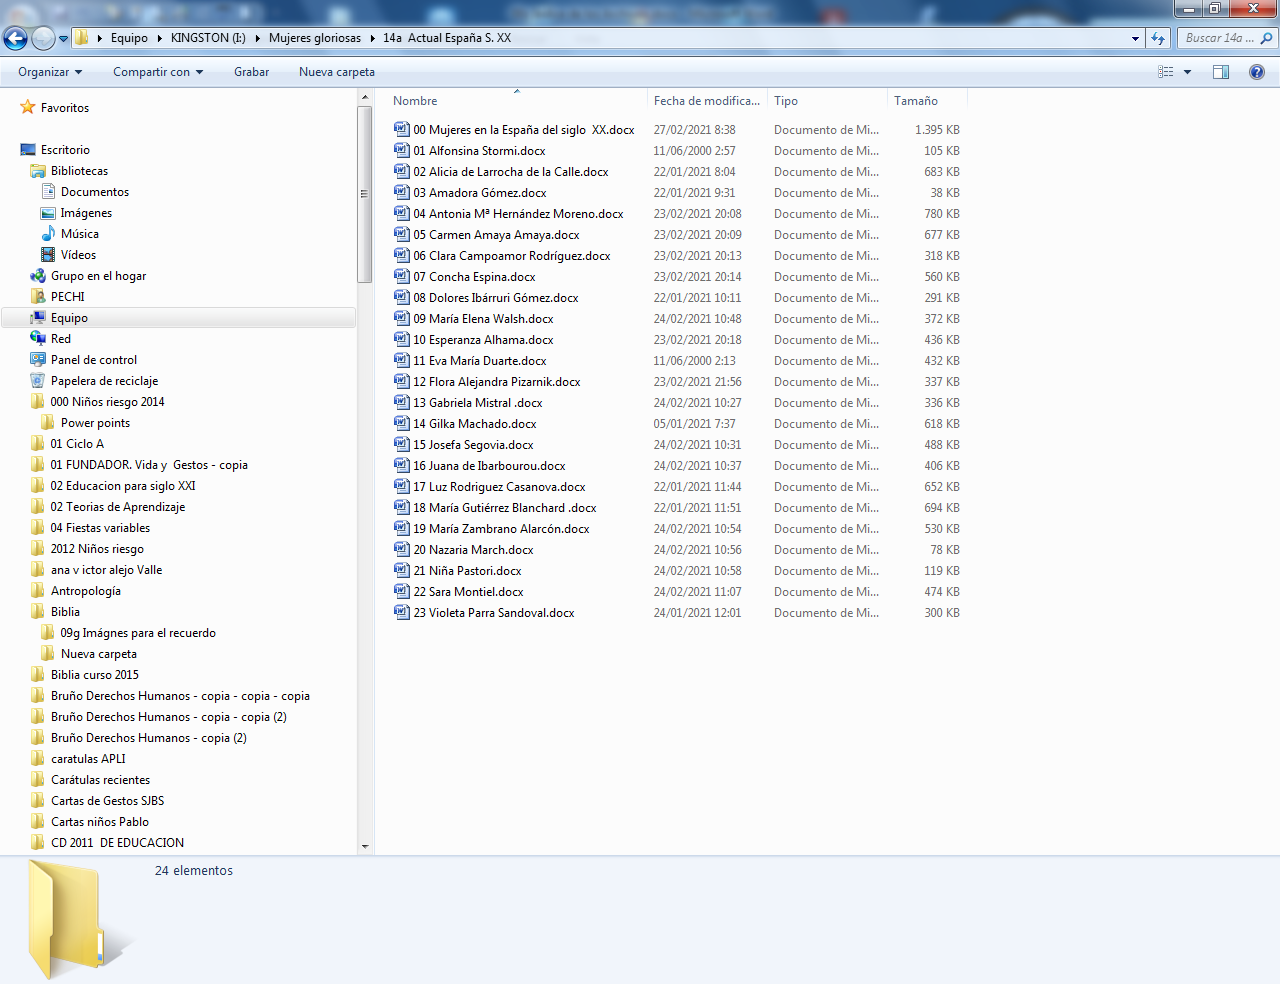 Equipo KINGSTON (I:) Mujeres gloriosas 14a Actual España S. XX
Buscar 14a ...
Organizar Compartir con Grabar Nueva carpeta
Favoritos
Escritorio
Bibliotecas
Documentos
Imágenes
Música
Vídeos
Grupo en el hogar
PECHI
Equipo
Red
Panel de control
Papelera de reciclaje
000 Niños riesgo 2014
Power points
01 Ciclo A
01 FUNDADOR. Vida y Gestos - copia
02 Educacion para siglo XXI
02 Teorias de Aprendizaje
04 Fiestas variables
2012 Niños riesgo
ana v ictor alejo Valle
Antropología
Biblia
09g Imágnes para el recuerdo
Nueva carpeta
Biblia curso 2015
Bruño Derechos Humanos - copia - copia - copia
Bruño Derechos Humanos - copia - copia (2)
Bruño Derechos Humanos - copia (2)
caratulas APLI
Carátulas recientes
Cartas de Gestos SJBS
Cartas niños Pablo
CD 2011 DE EDUCACION
Nombre Fecha de modifica... Tipo Tamaño
00 Mujeres en la España del siglo XX.docx 27/02/2021 8:38 Documento de Mi... 1.395 KB
01 Alfonsina Stormi.docx 11/06/2000 2:57 Documento de Mi... 105 KB
02 Alicia de Larrocha de la Calle.docx 22/01/2021 8:04 Documento de Mi... 683 KB
03 Amadora Gómez.docx 22/01/2021 9:31 Documento de Mi... 38 KB
04 Antonia Mª Hernández Moreno.docx 23/02/2021 20:08 Documento de Mi... 780 KB
05 Carmen Amaya Amaya.docx 23/02/2021 20:09 Documento de Mi... 677 KB
06 Clara Campoamor Rodríguez.docx 23/02/2021 20:13 Documento de Mi... 318 KB
07 Concha Espina.docx 23/02/2021 20:14 Documento de Mi... 560 KB
08 Dolores Ibárruri Gómez.docx 22/01/2021 10:11 Documento de Mi... 291 KB
09 María Elena Walsh.docx 24/02/2021 10:48 Documento de Mi... 372 KB
10 Esperanza Alhama.docx 23/02/2021 20:18 Documento de Mi... 436 KB
11 Eva María Duarte.docx 11/06/2000 2:13 Documento de Mi... 432 KB
12 Flora Alejandra Pizarnik.docx 23/02/2021 21:56 Documento de Mi... 337 KB
13 Gabriela Mistral .docx 24/02/2021 10:27 Documento de Mi... 336 KB
14 Gilka Machado.docx 05/01/2021 7:37 Documento de Mi... 618 KB
15 Josefa Segovia.docx 24/02/2021 10:31 Documento de Mi... 488 KB
16 Juana de Ibarbourou.docx 24/02/2021 10:37 Documento de Mi... 406 KB
17 Luz Rodriguez Casanova.docx 22/01/2021 11:44 Documento de Mi... 652 KB
18 María Gutiérrez Blanchard .docx 22/01/2021 11:51 Documento de Mi... 694 KB
19 María Zambrano Alarcón.docx 24/02/2021 10:54 Documento de Mi... 530 KB
20 Nazaria March.docx 24/02/2021 10:56 Documento de Mi... 78 KB
21 Niña Pastori.docx 24/02/2021 10:58 Documento de Mi... 119 KB
22 Sara Montiel.docx 24/02/2021 11:07 Documento de Mi... 474 KB
23 Violeta Parra Sandoval.docx 24/01/2021 12:01 Documento de Mi... 300 KB
24 elementos